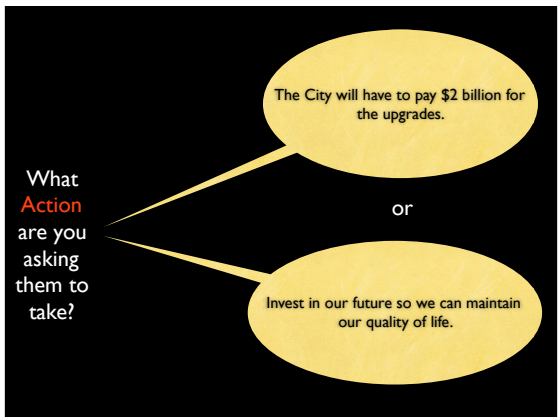 The City will have to pay $2 billion for
the upgrades.
What
Action
are you
asking
them to
take?
or
Invest in our future so we can maintain
our quality of life.